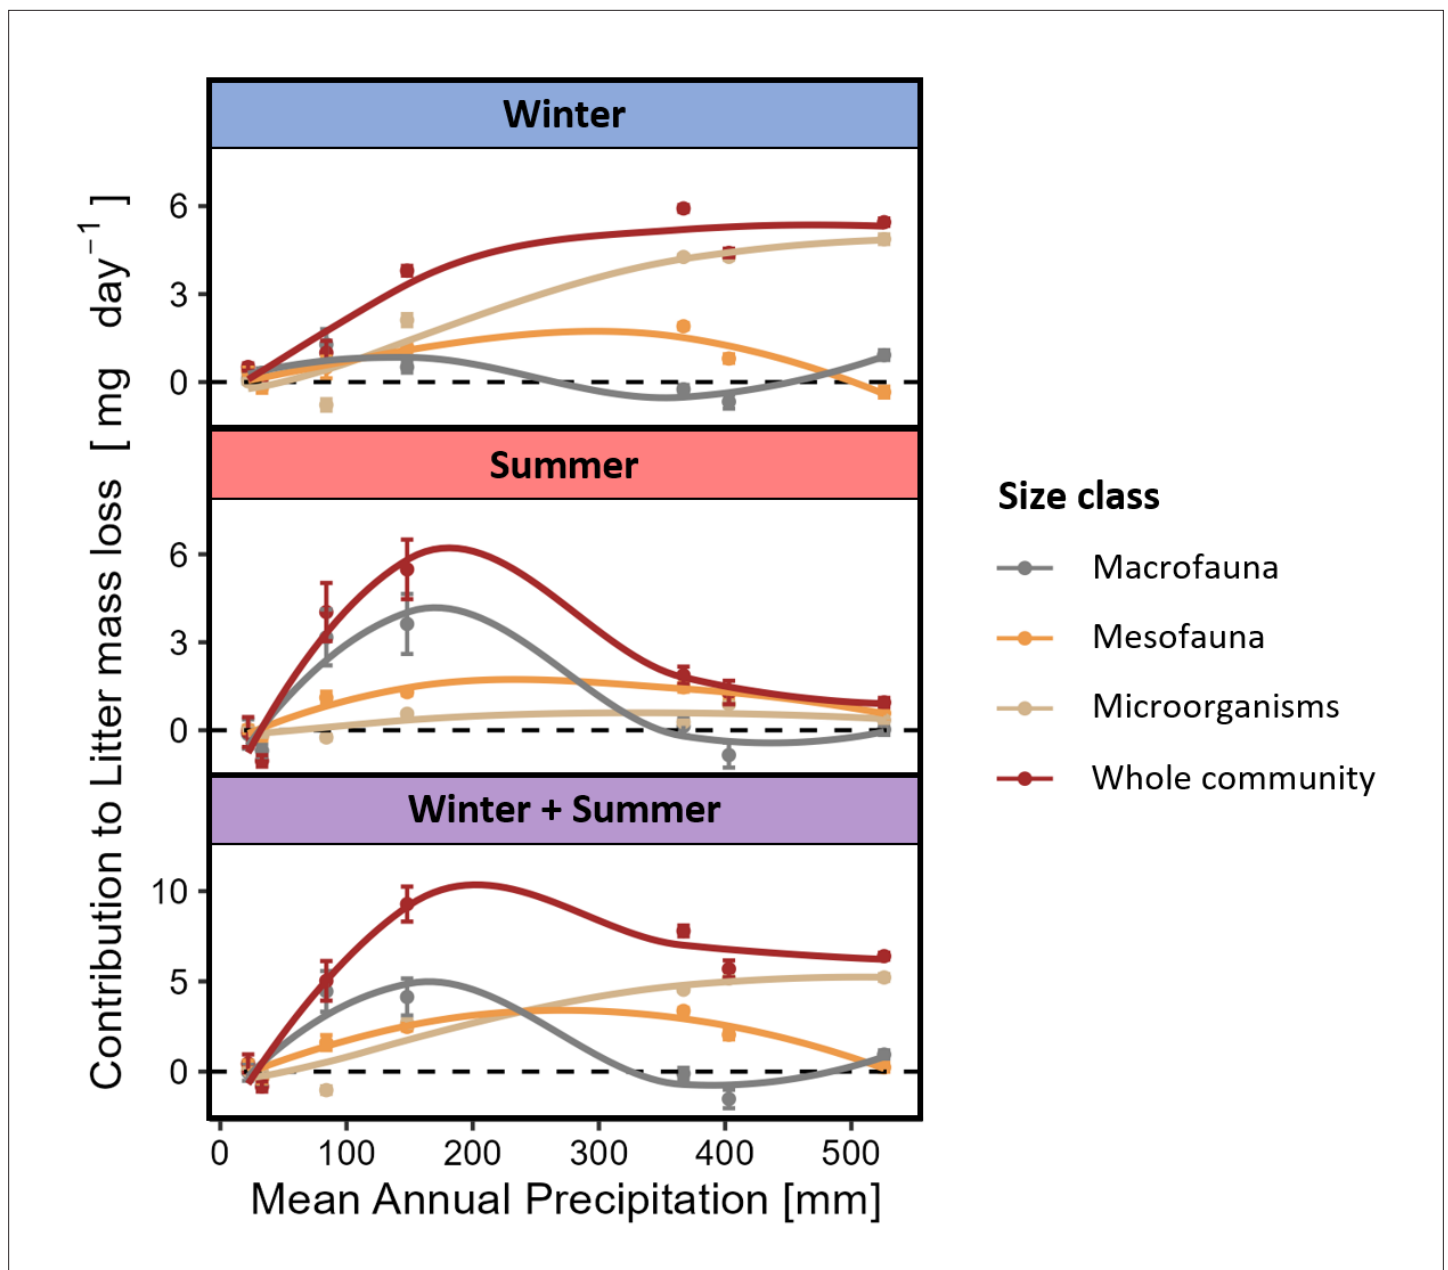 Winter
6
3
0
Summer
6
3
0
Winter + Summer
10
5
0
0 100 200 300 400 500
Mean Annual Precipitation [mm]
Contribution to Litter mass loss [ mg day⁻¹ ]
Size class
Macrofauna
Mesofauna
Microorganisms
Whole community